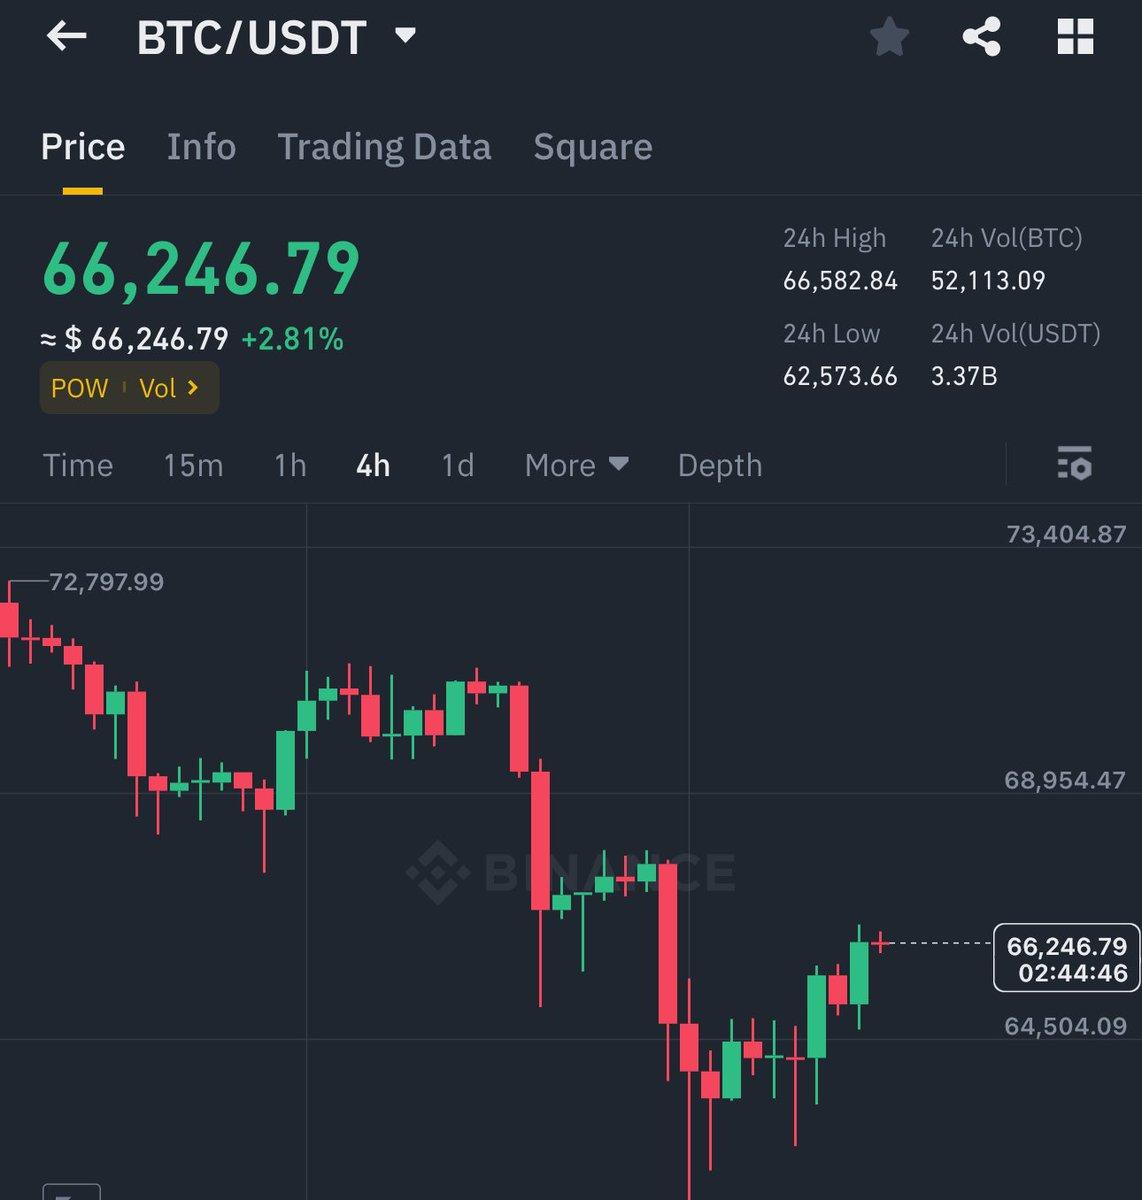 BTC/USDT
Price Info Trading Data Square
66,246.79
≈ $ 66,246.79 +2.81%
POW Vol
24h High 24h Vol(BTC)
66,582.84 52,113.09
24h Low 24h Vol(USDT)
62,573.66 3.37B
Time 15m 1h 4h 1d More Depth
73,404.87
72,797.99
68,954.47
BINANCE
66,246.79
02:44:46
64,504.09